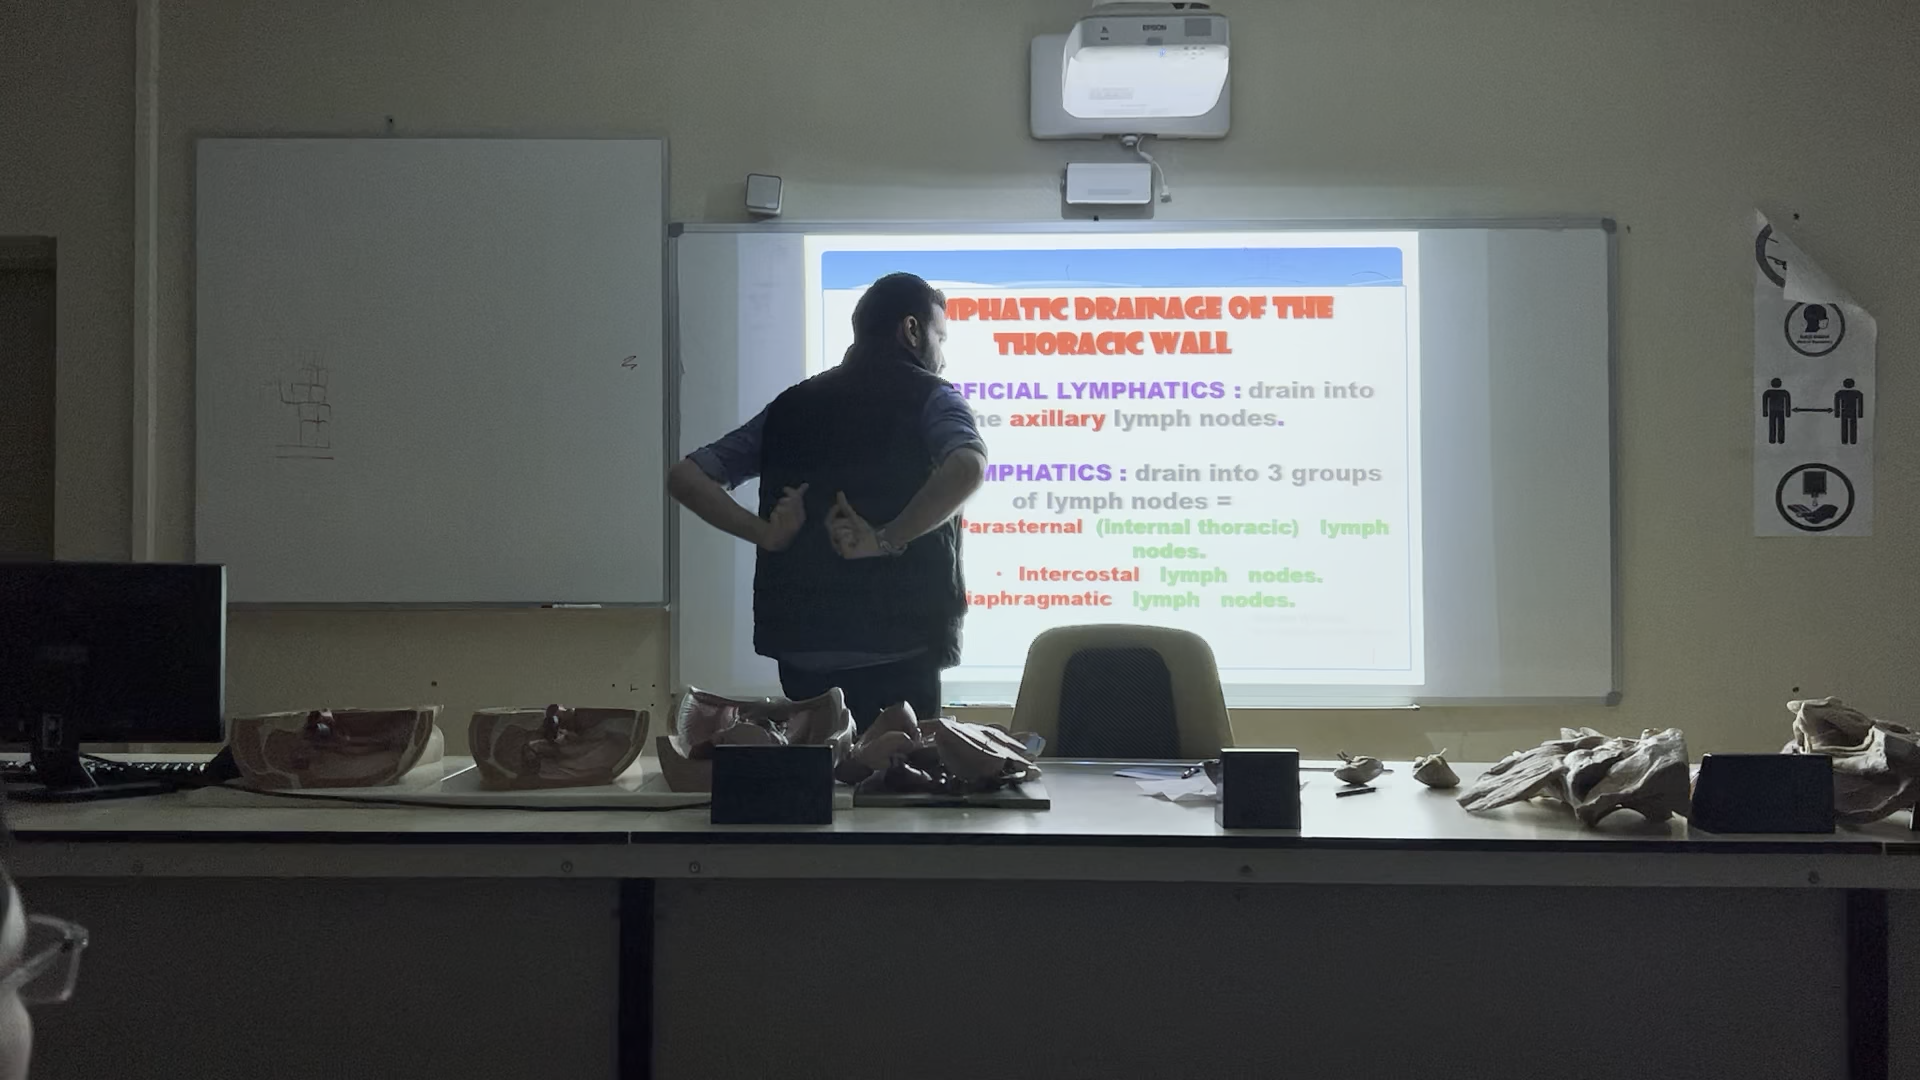 EPSON
MPHATIC DRAINAGE OF THE
THORACIC WALL
FICIAL LYMPHATICS : drain into
he axillary lymph nodes.
MPHATICS : drain into 3 groups
of lymph nodes =
Parasternal (internal thoracic) lymph
nodes.
• Intercostal lymph nodes.
iaphragmatic lymph nodes.